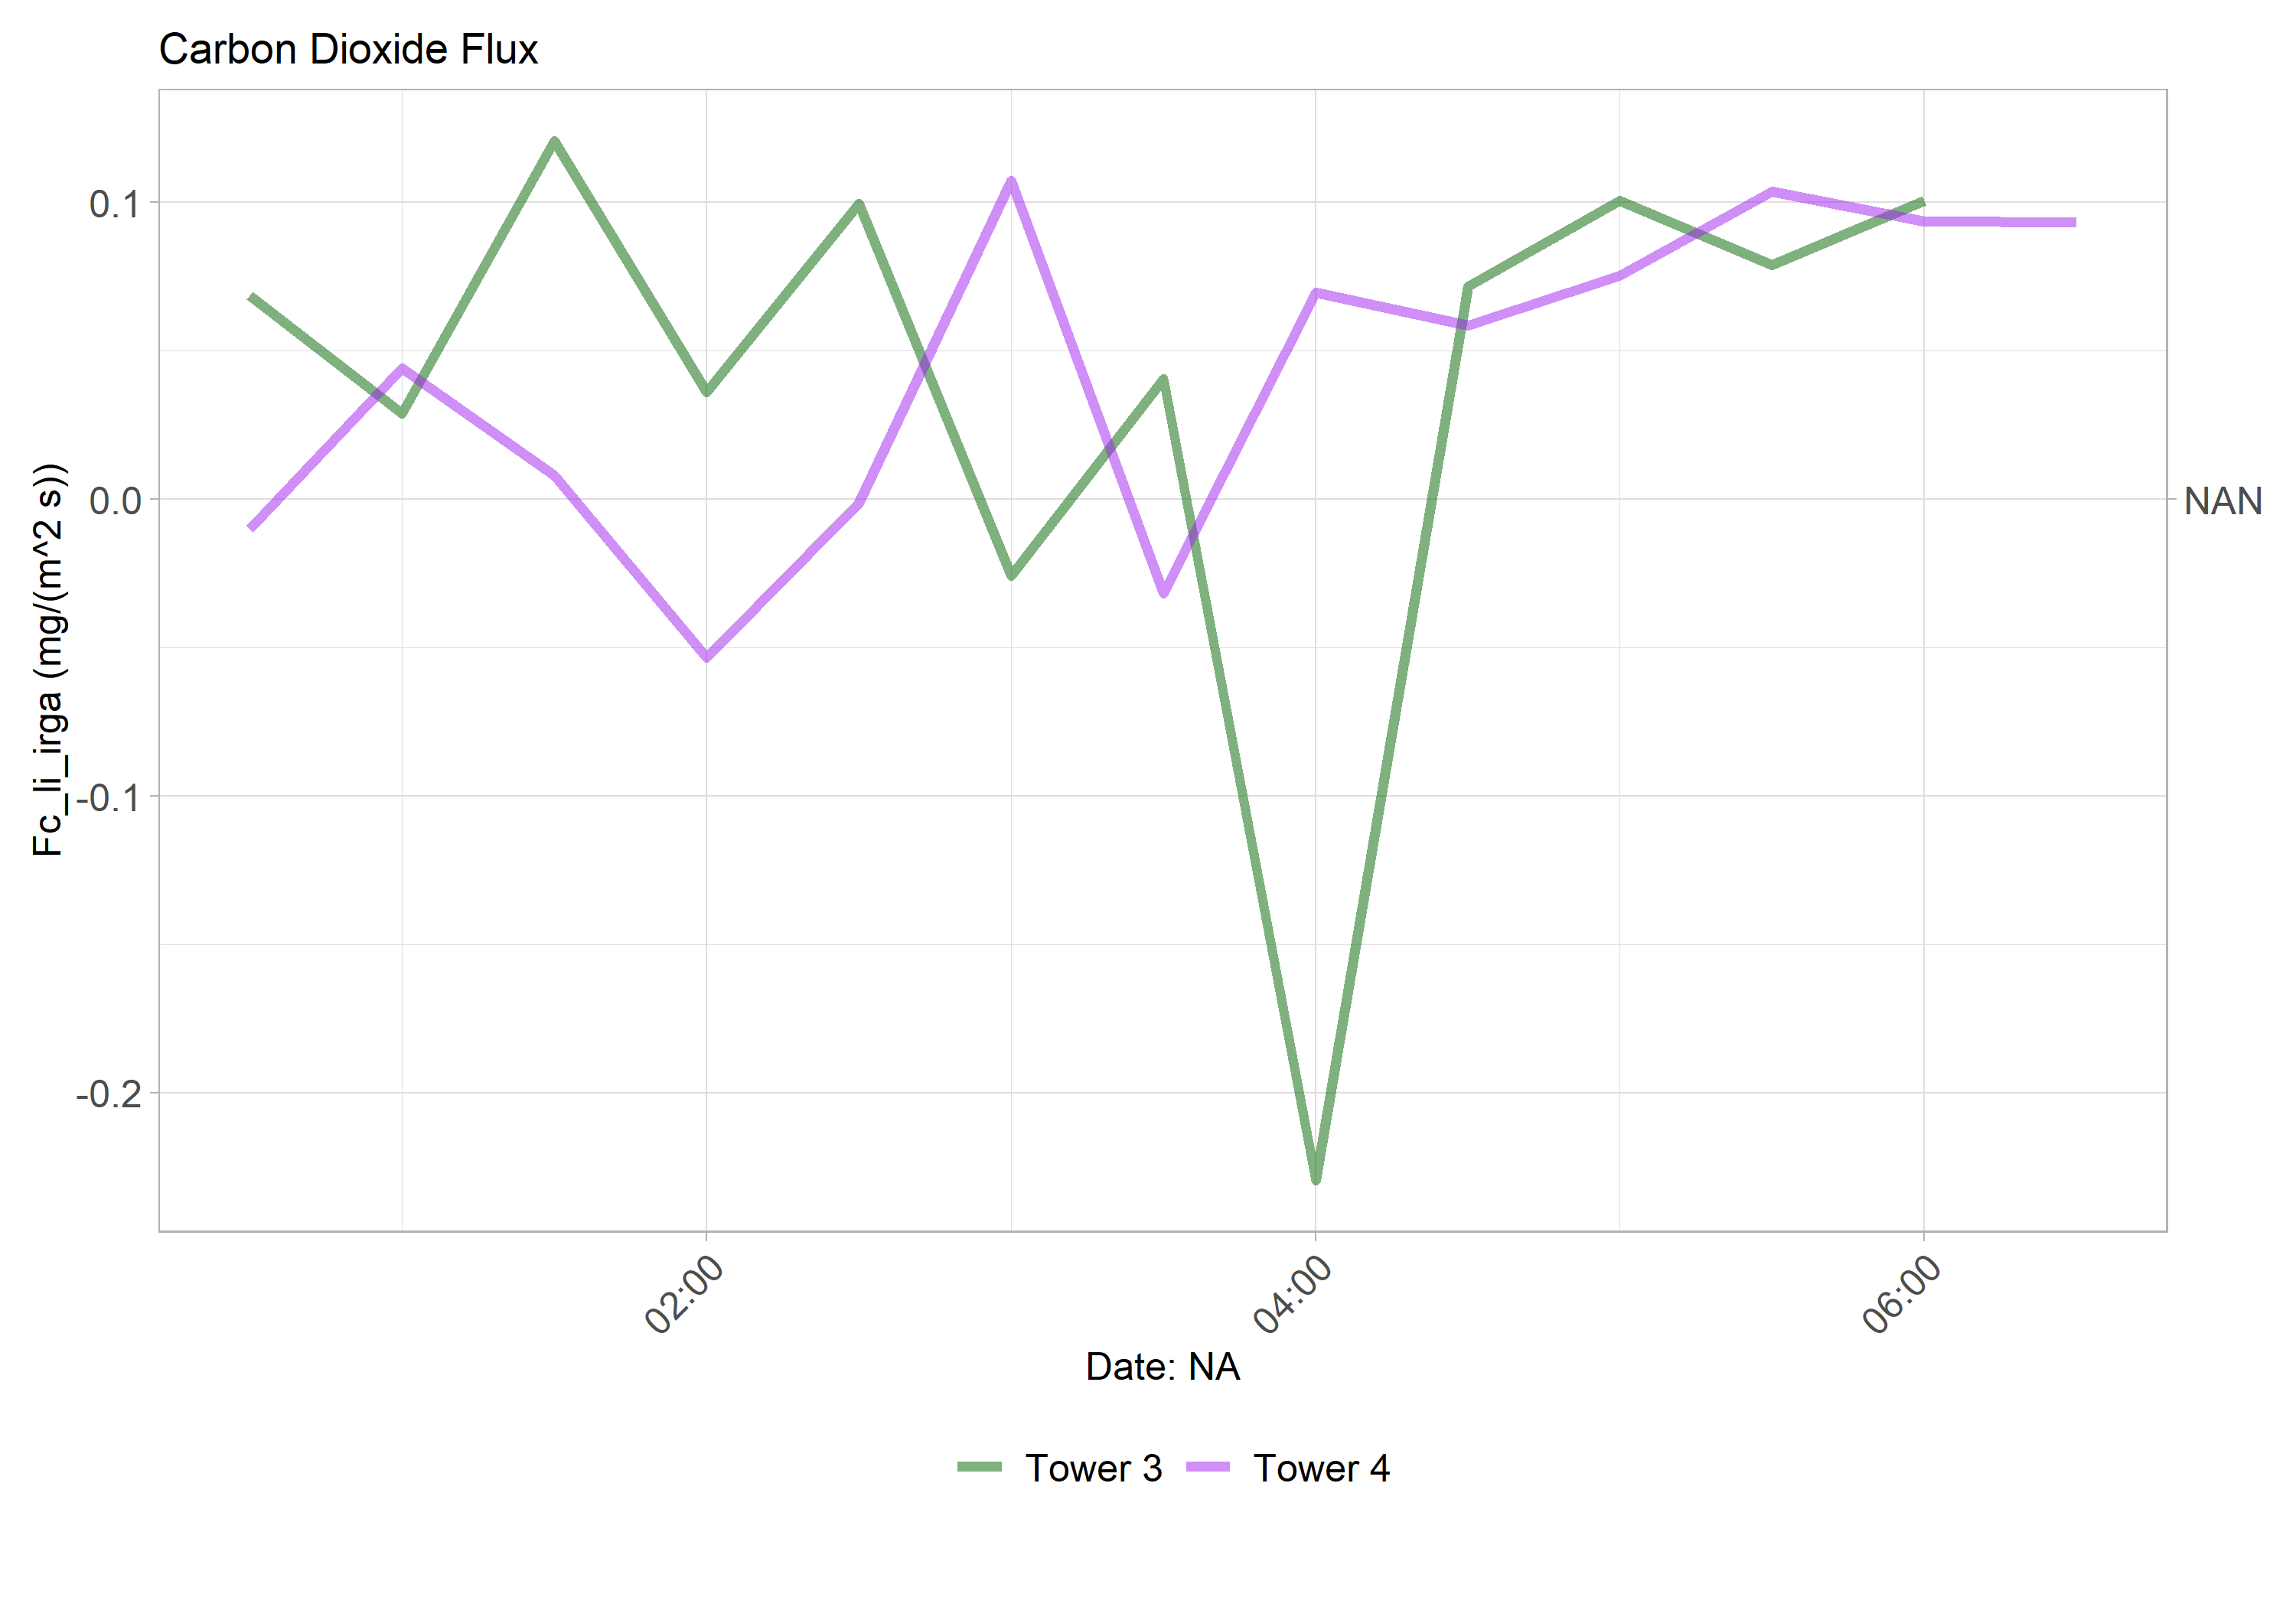 Carbon Dioxide Flux
Fc_li_irga (mg/(m^2 s))
0.1
0.0
-0.1
-0.2
NAN
02:00
04:00
06:00
Date: NA
Tower 3
Tower 4